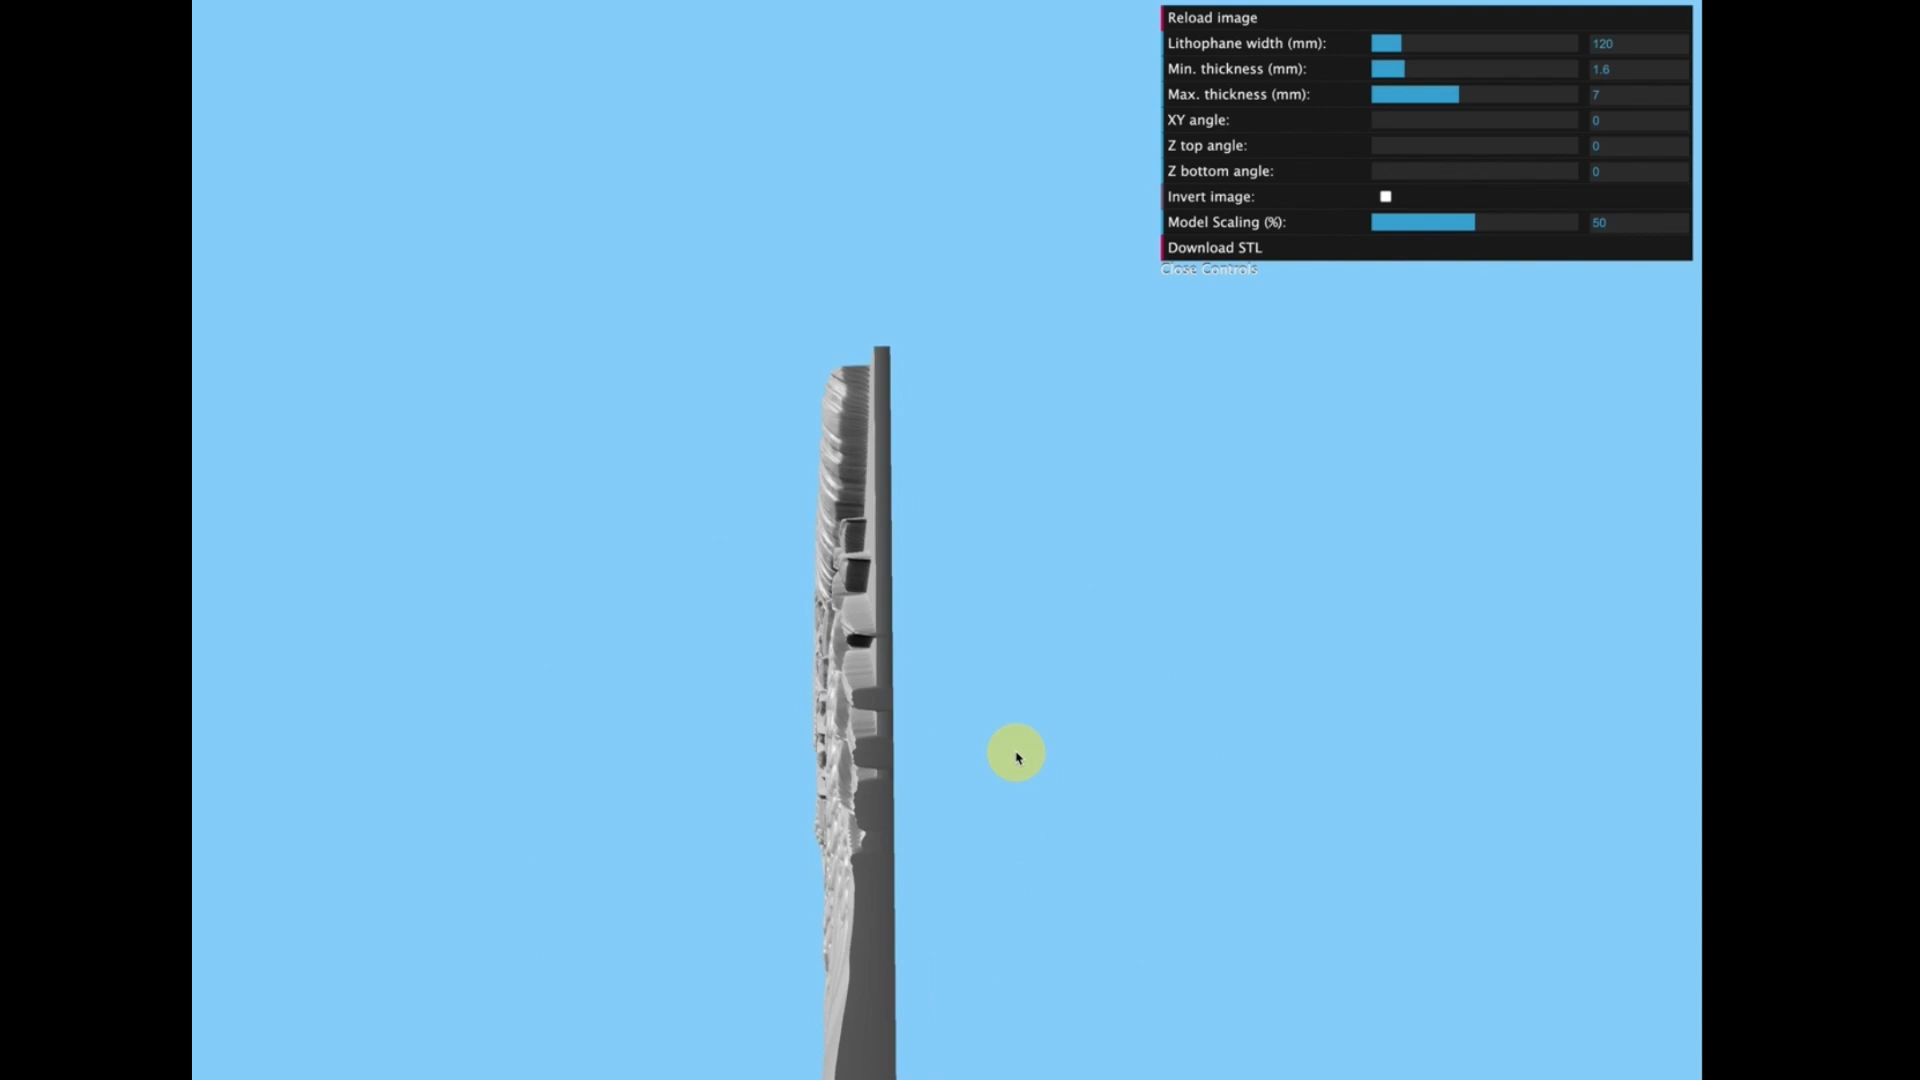 Reload image
Lithophane width (mm): 120
Min. thickness (mm): 1.6
Max. thickness (mm): 7
XY angle: 0
Z top angle: 0
Z bottom angle: 0
Invert image:
Model Scaling (%): 50
Download STL
Close Controls